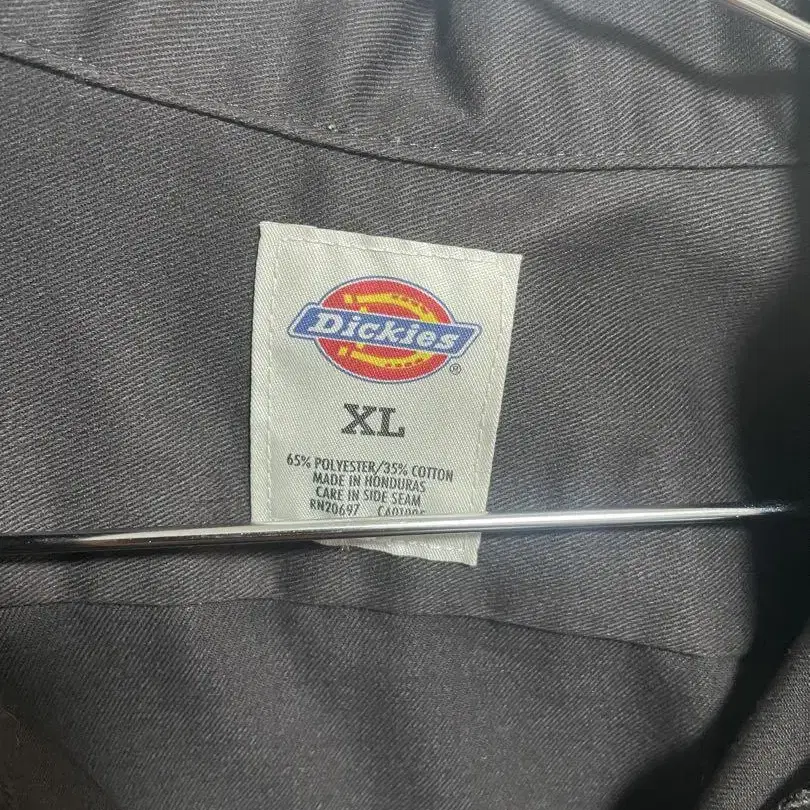 Dickies®
XL
65% POLYESTER/35% COTTON
MADE IN HONDURAS
CARE IN SIDE SEAM
RN20697